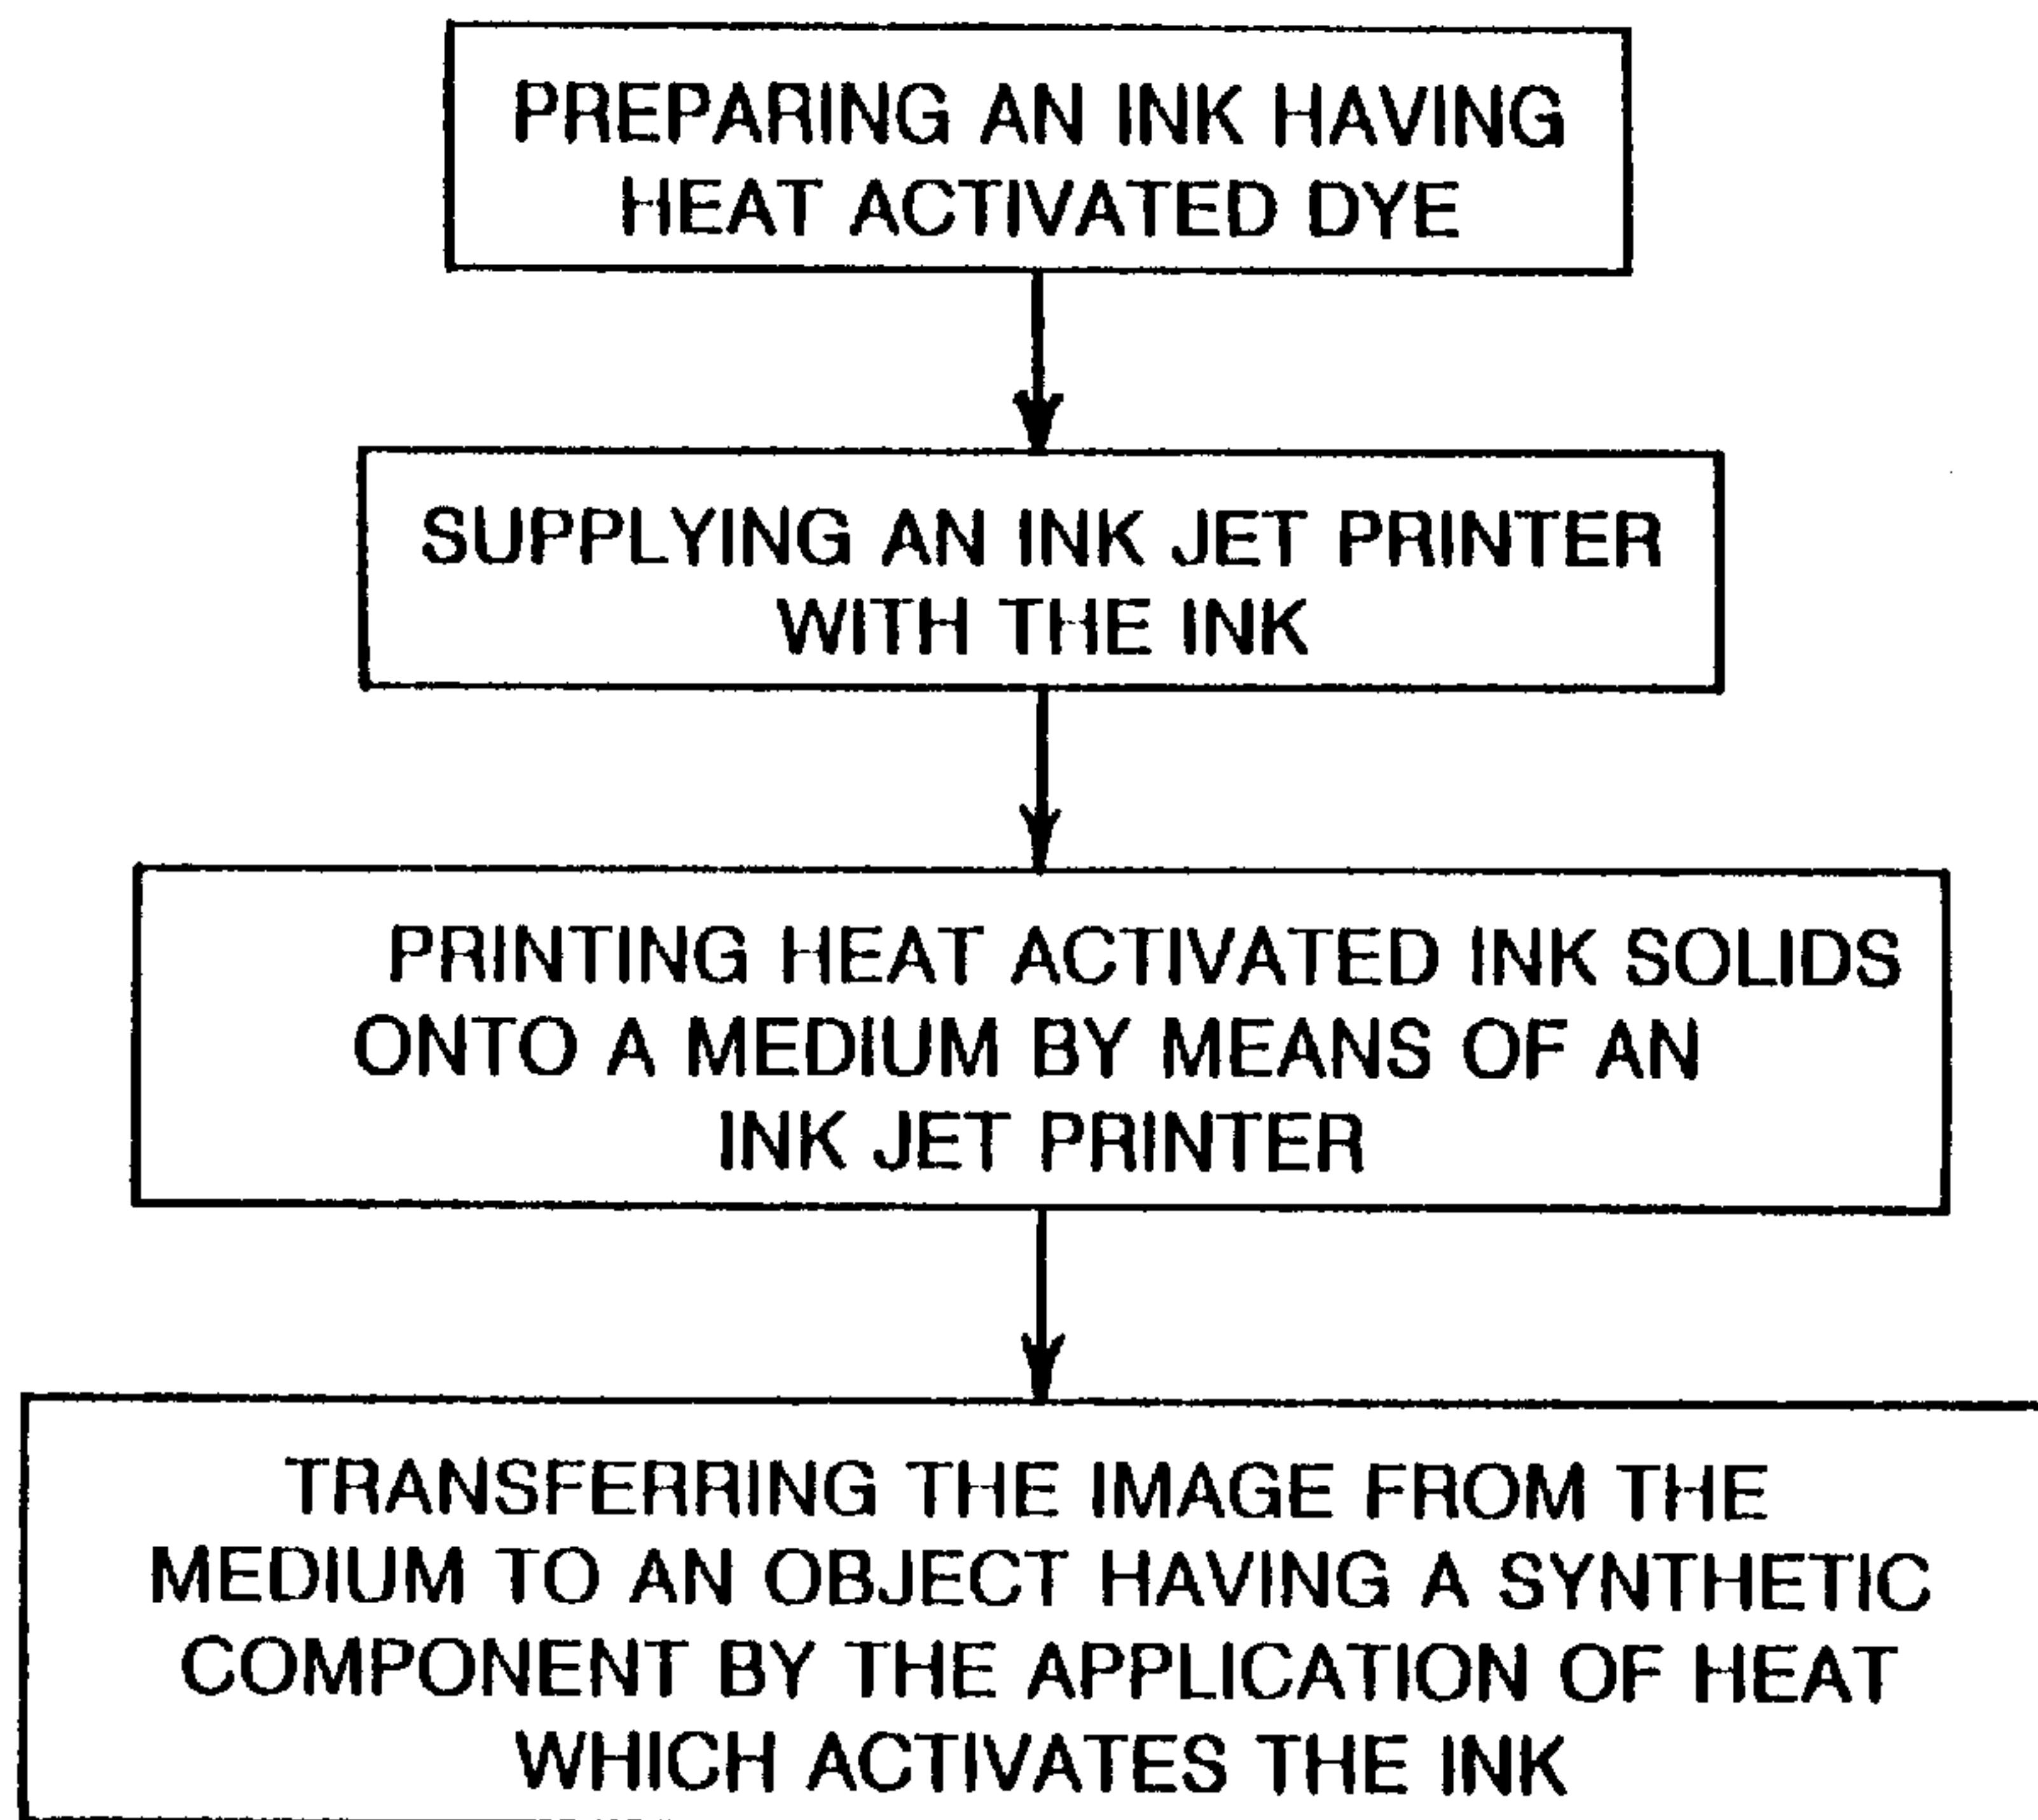 PREPARING AN INK HAVING
HEAT ACTIVATED DYE
SUPPLYING AN INK JET PRINTER
WITH THE INK
PRINTING HEAT ACTIVATED INK SOLIDS
ONTO A MEDIUM BY MEANS OF AN
INK JET PRINTER
TRANSFERRING THE IMAGE FROM THE
MEDIUM TO AN OBJECT HAVING A SYNTHETIC
COMPONENT BY THE APPLICATION OF HEAT
WHICH ACTIVATES THE INK